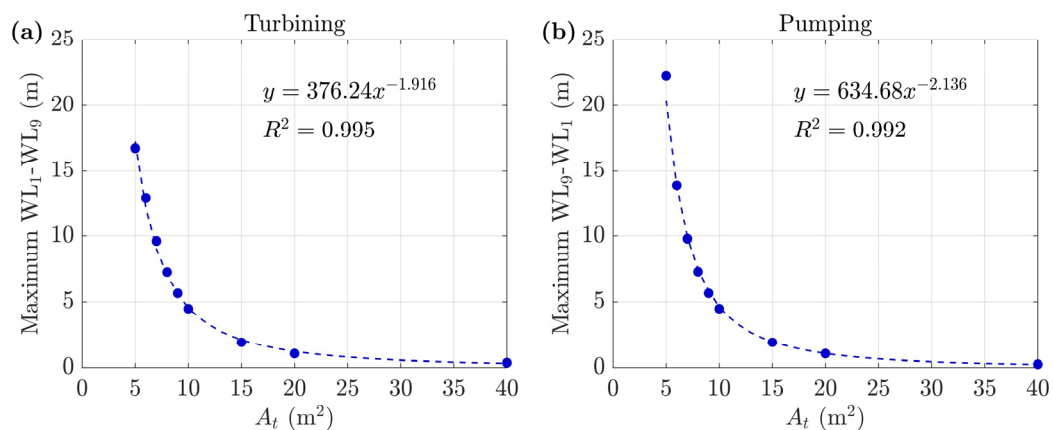 (a) Turbining
Maximum WL₁-WL₉ (m)
25
20
15
10
5
0
y = 376.24x^−1.916
R² = 0.995
0 5 10 15 20 25 30 35 40
Aₜ (m²)
(b) Pumping
Maximum WL₉-WL₁ (m)
25
20
15
10
5
0
y = 634.68x^−2.136
R² = 0.992
0 5 10 15 20 25 30 35 40
Aₜ (m²)